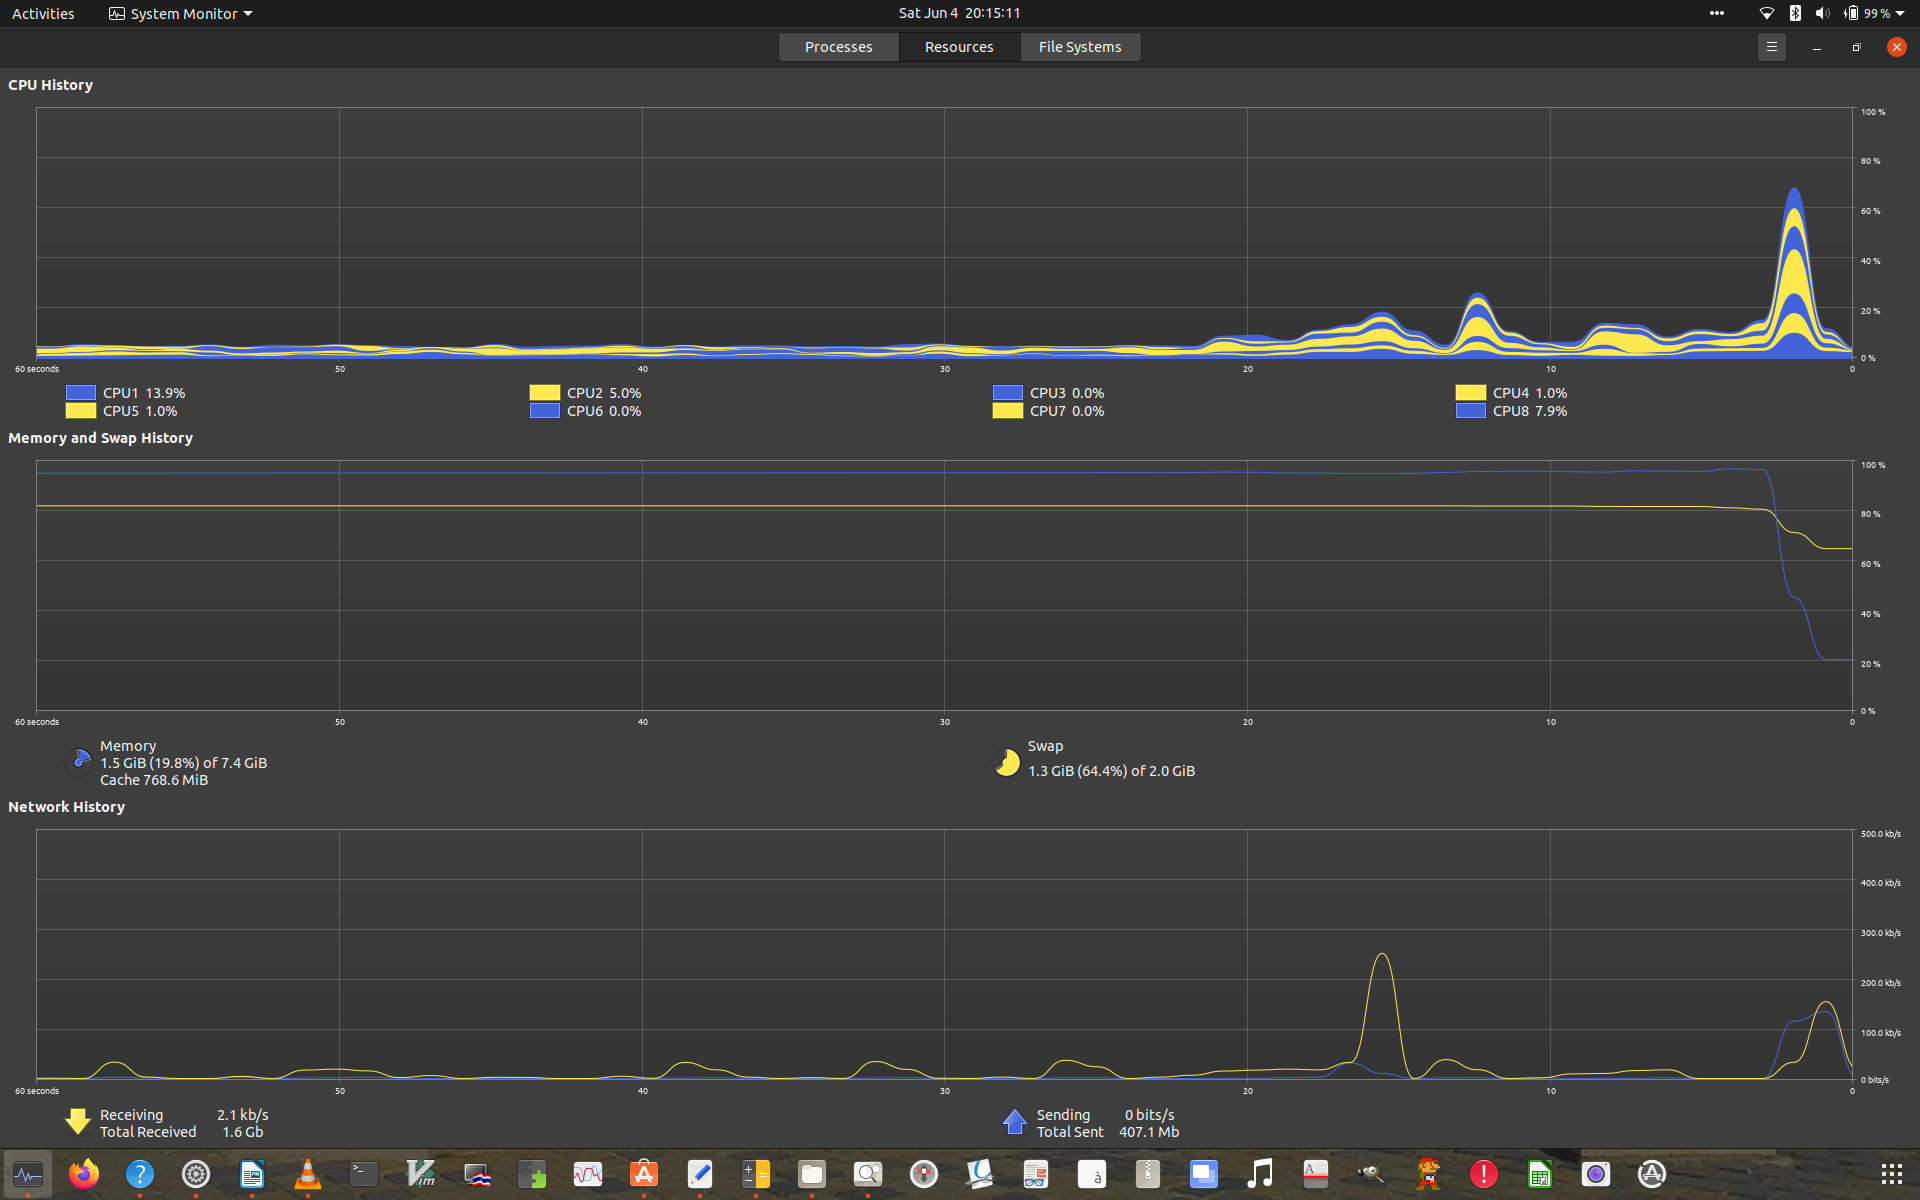 Activities
System Monitor
Sat Jun 4 20:15:11
99 %
Processes
Resources
File Systems
CPU History
100 %
80 %
60 %
40 %
20 %
0 %
60 seconds
50
40
30
20
10
0
CPU1 13.9%
CPU2 5.0%
CPU3 0.0%
CPU4 1.0%
CPU5 1.0%
CPU6 0.0%
CPU7 0.0%
CPU8 7.9%
Memory and Swap History
100 %
80 %
60 %
40 %
20 %
0 %
60 seconds
50
40
30
20
10
0
Memory
1.5 GiB (19.8%) of 7.4 GiB
Cache 768.6 MiB
Swap
1.3 GiB (64.4%) of 2.0 GiB
Network History
500.0 kb/s
400.0 kb/s
300.0 kb/s
200.0 kb/s
100.0 kb/s
0 bits/s
60 seconds
50
40
30
20
10
0
Receiving 2.1 kb/s
Total Received 1.6 Gb
Sending 0 bits/s
Total Sent 407.1 Mb